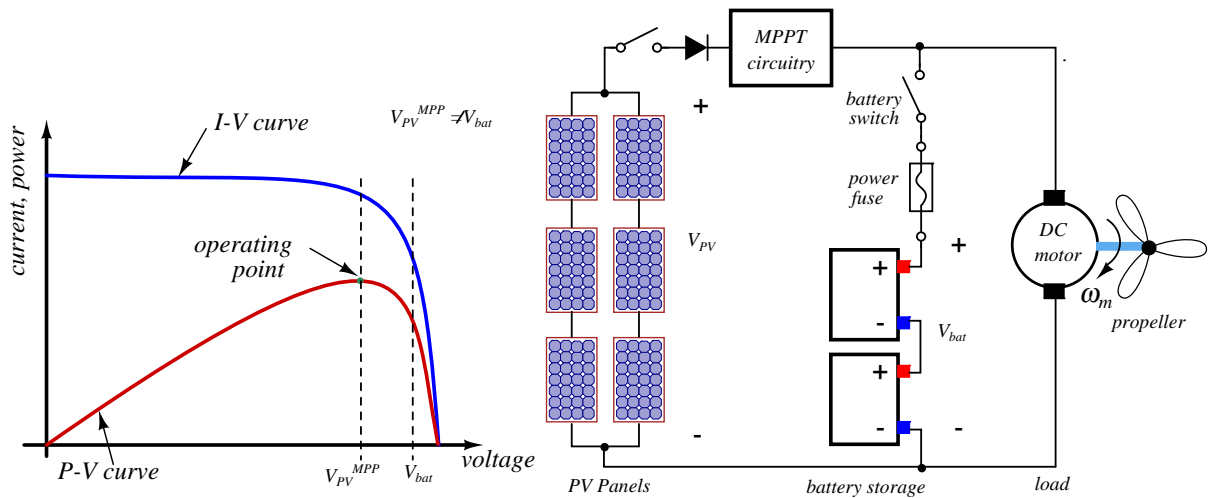 I-V curve
V_PV^MPP ≠ V_bat
current, power
operating
point
P-V curve
V_PV^MPP
V_bat
voltage
MPPT
circuitry
+
battery
switch
power
fuse
V_PV
+
DC
motor
ω_m
propeller
+
-
V_bat
+
-
-
-
PV Panels
battery storage
load